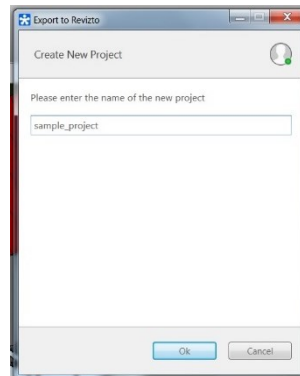 Export to Revizto
Create New Project
Please enter the name of the new project
sample_project
Ok
Cancel